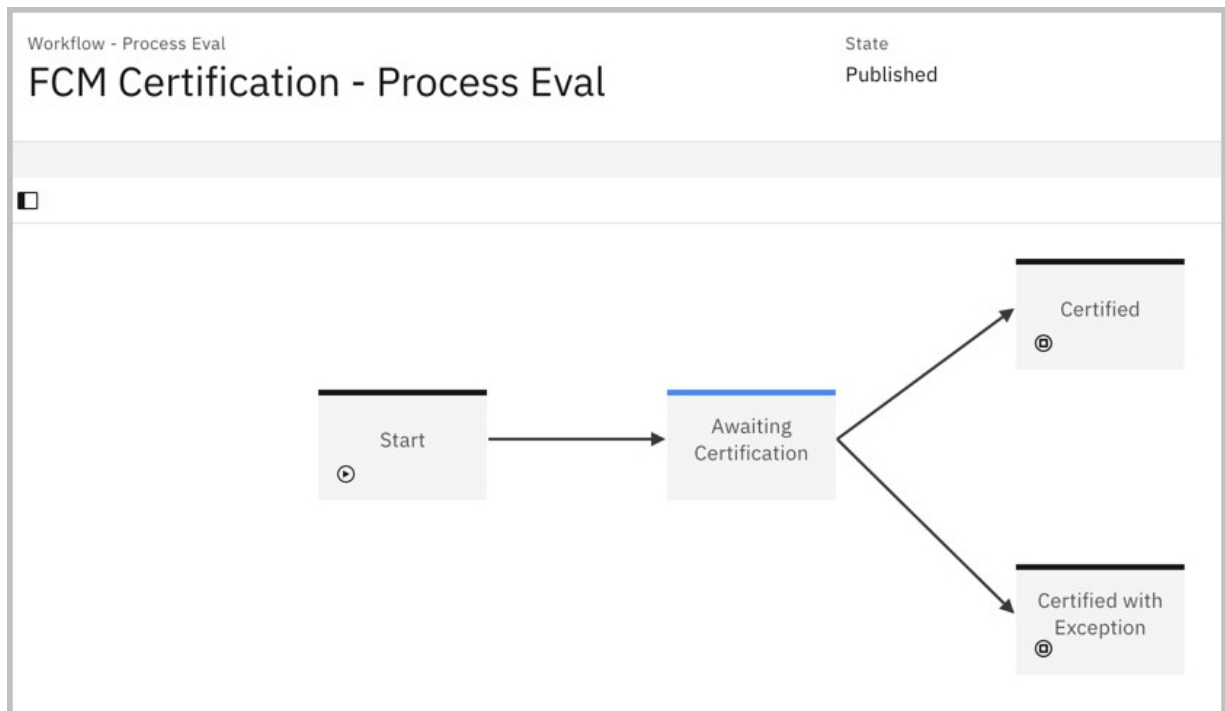 Workflow - Process Eval
FCM Certification - Process Eval
State
Published
Start
Awaiting
Certification
Certified
Certified with
Exception